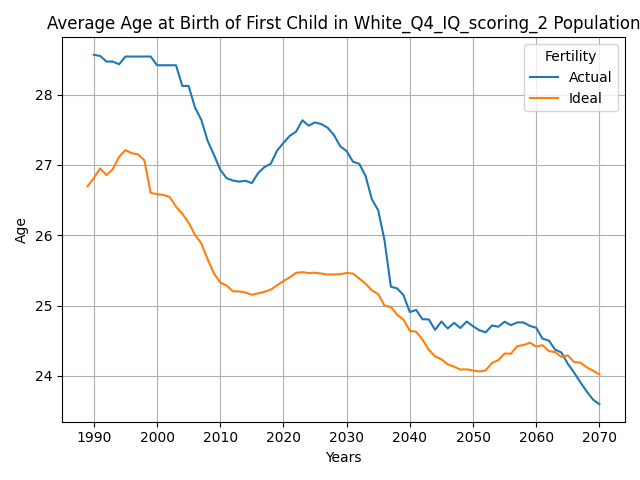 Average Age at Birth of First Child in White_Q4_IQ_scoring_2 Population
Fertility
Actual
Ideal
Age
28
27
26
25
24
1990
2000
2010
2020
2030
2040
2050
2060
2070
Years